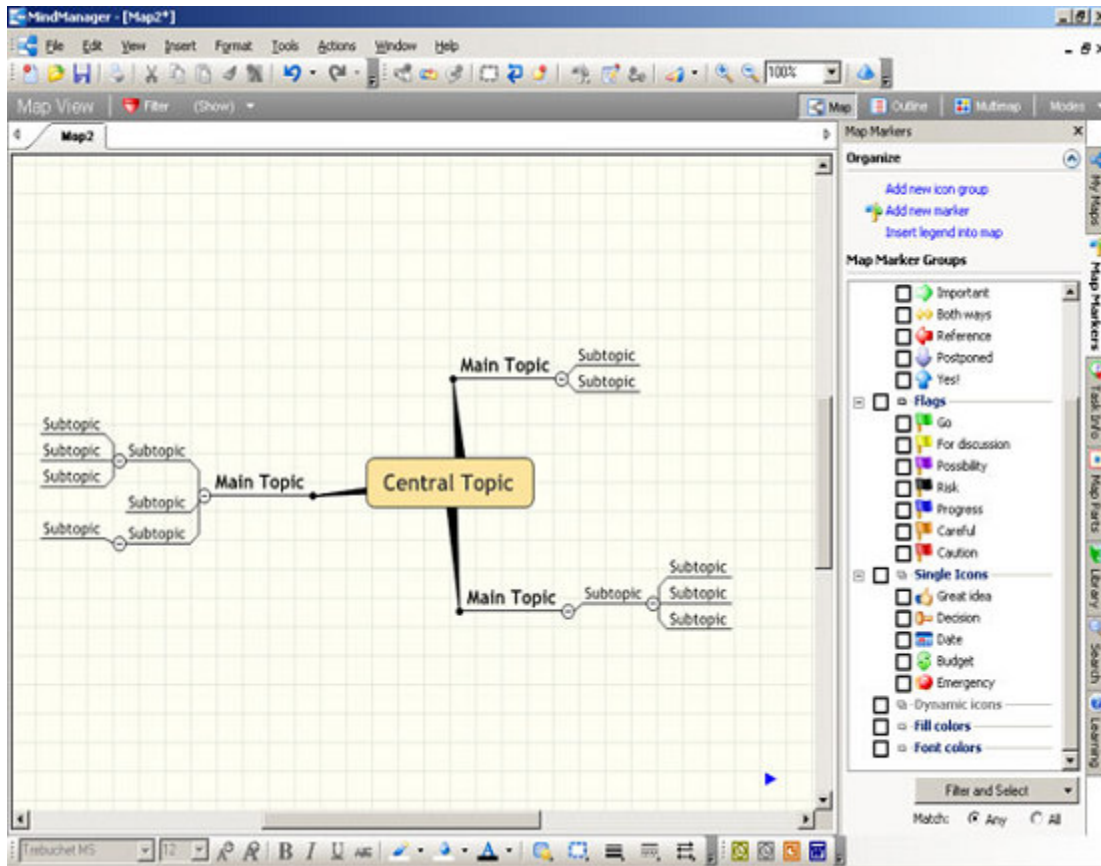 MindManager - [Map2*]
File Edit View Insert Format Tools Actions Window Help
100%
Map View Filter (Show) Map Outline Multimap Modes
Map2
Map Markers
Organize
Add new icon group
Add new marker
Insert legend into map
Map Marker Groups
Important
Both ways
Reference
Postponed
Yes!
Flags
Go
For discussion
Possibility
Risk
Progress
Careful
Caution
Single Icons
Great idea
Decision
Date
Budget
Emergency
Dynamic icons
Fill colors
Font colors
Filter and Select
Match: Any All
My Maps
Map Markers
Task Info
Map Parts
Library
Search
Learning
Main Topic
Subtopic
Subtopic
Central Topic
Main Topic
Subtopic
Subtopic
Subtopic
Subtopic
Subtopic
Subtopic
Subtopic
Main Topic
Subtopic
Subtopic
Subtopic
Subtopic
Trebuchet MS 12 B I U abc